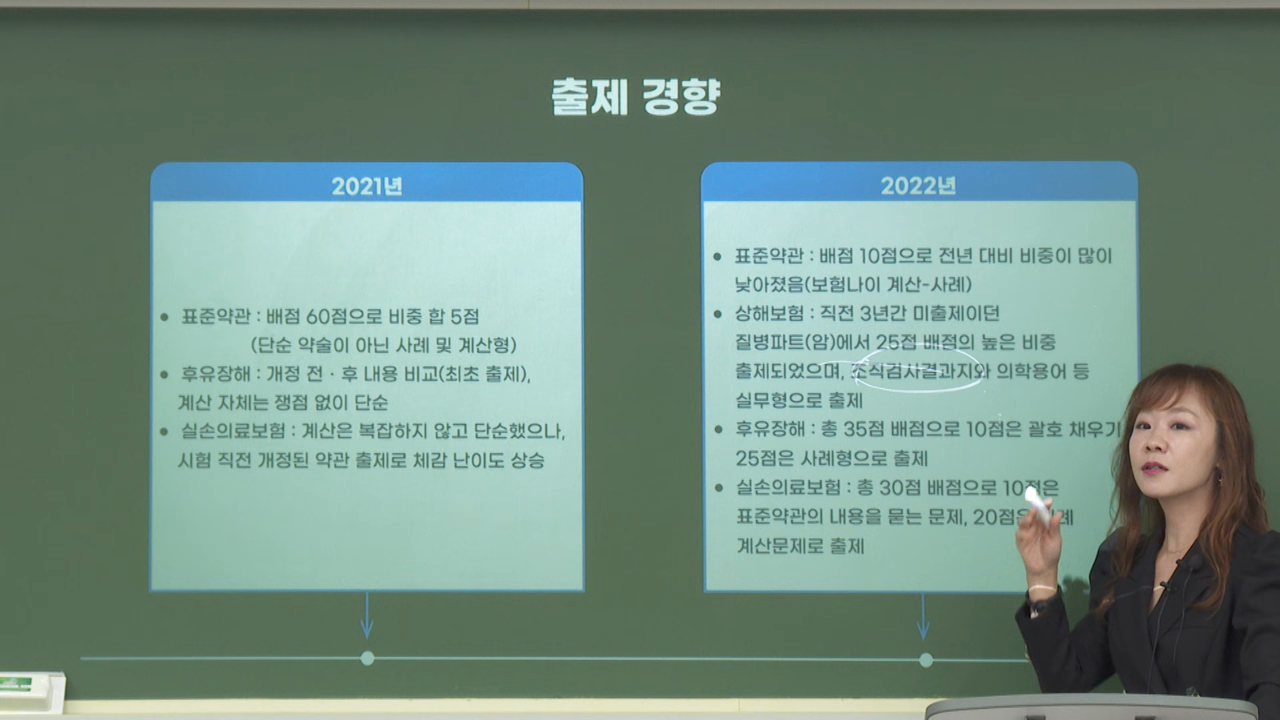 출제 경향
2021년
• 표준약관 : 배점 60점으로 비중 합 5점
(단순 약술이 아닌 사례 및 계산형)
• 후유장해 : 개정 전·후 내용 비교(최초 출제),
계산 자체는 쟁점 없이 단순
• 실손의료보험 : 계산은 복잡하지 않고 단순했으나,
시험 직전 개정된 약관 출제로 체감 난이도 상승
2022년
• 표준약관 : 배점 10점으로 전년 대비 비중이 많이
낮아졌음(보험나이 계산-사례)
• 상해보험 : 직전 3년간 미출제이던
질병파트(암)에서 25점 배점의 높은 비중
출제되었으며, 조직검사결과지와 의학용어 등
실무형으로 출제
• 후유장해 : 총 35점 배점으로 10점은 괄호 채우기
25점은 사례형으로 출제
• 실손의료보험 : 총 30점 배점으로 10점은
표준약관의 내용을 묻는 문제, 20점은
계산문제로 출제